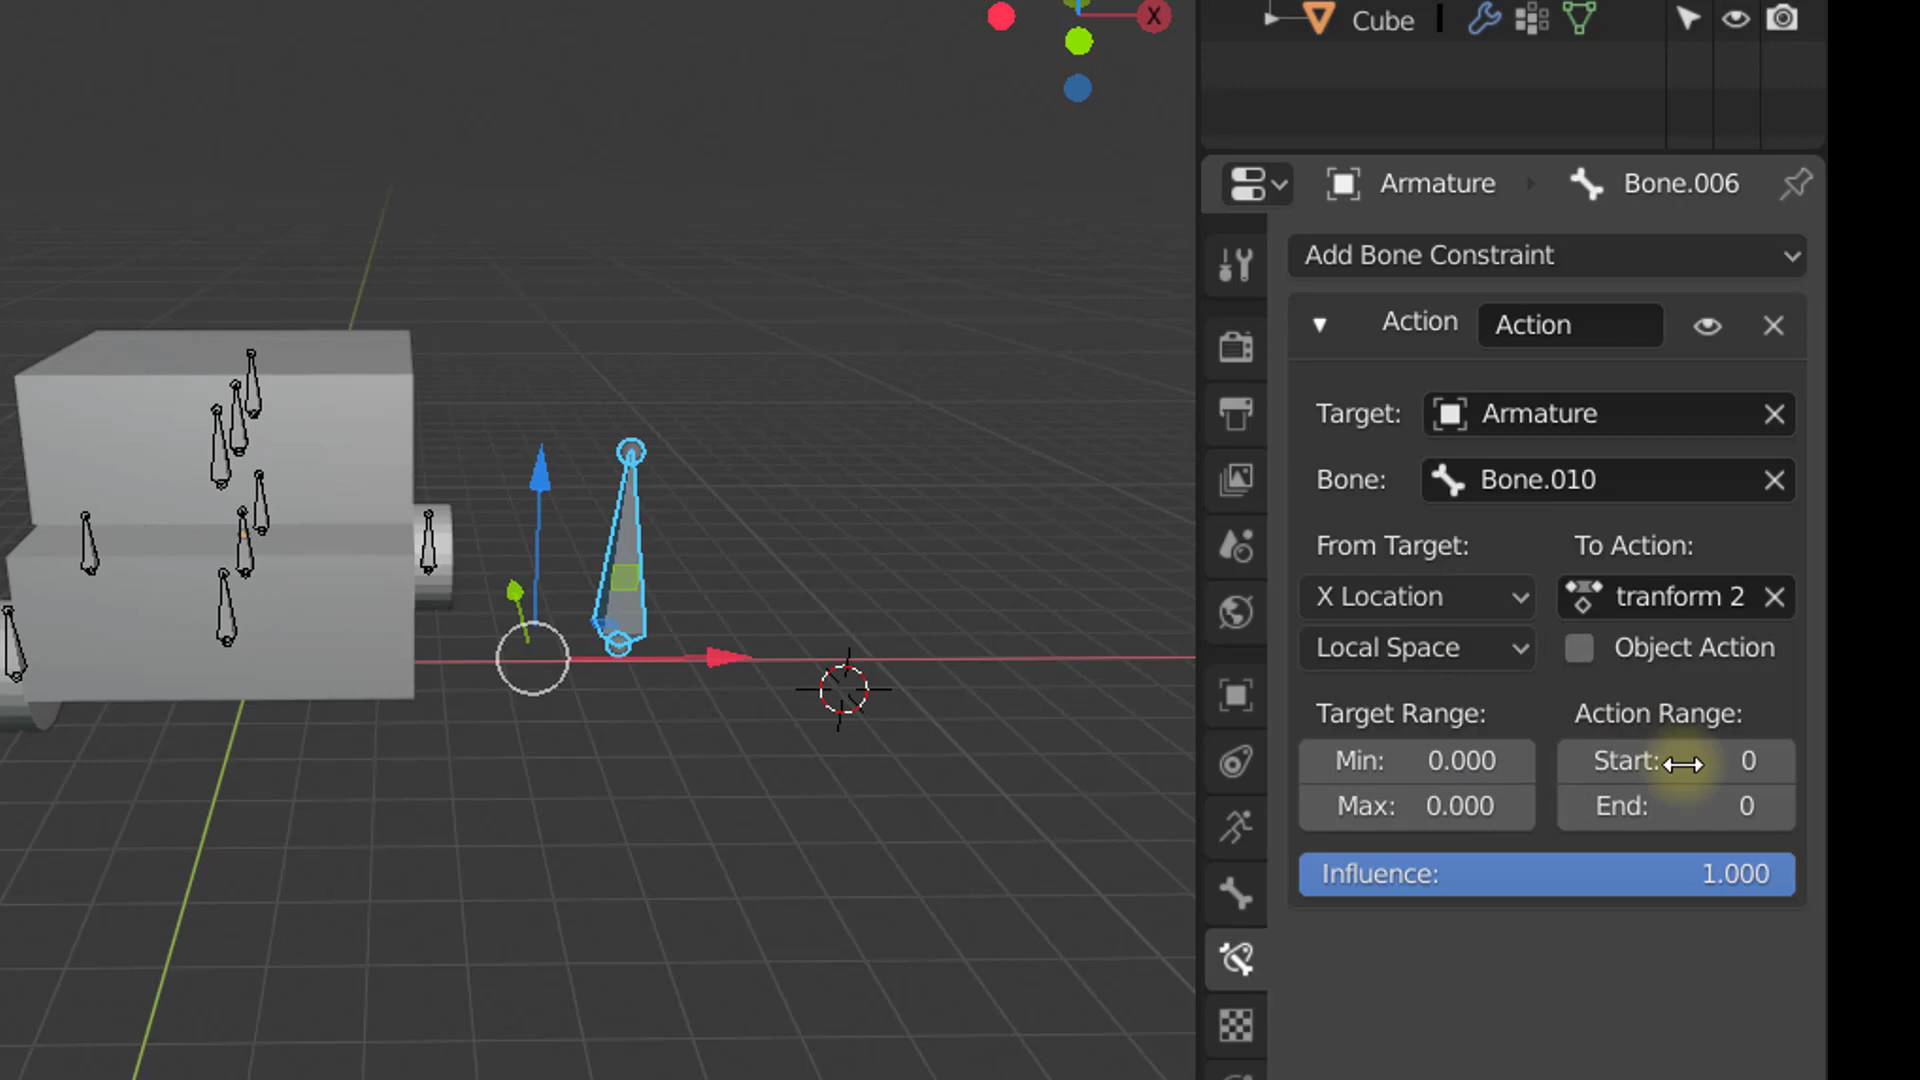 X
Cube
Armature Bone.006
Add Bone Constraint
Action Action
Target: Armature
Bone: Bone.010
From Target: To Action:
X Location tranform 2
Local Space Object Action
Target Range: Action Range:
Min: 0.000 Start: 0
Max: 0.000 End: 0
Influence: 1.000